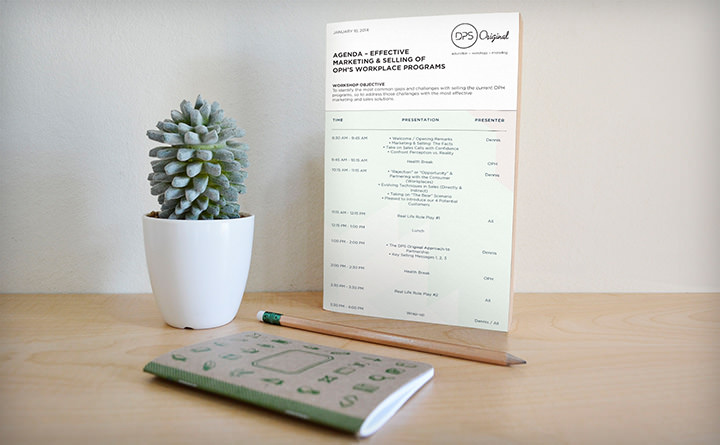 JANUARY 10, 2014
DPS Original
education • strategy • branding
AGENDA – EFFECTIVE
MARKETING & SELLING OF
OPH'S WORKPLACE PROGRAMS
WORKSHOP OBJECTIVE
To identify the most common gaps and challenges with selling the current OPH
programs, so to address those challenges with the most effective
marketing and sales solutions.
TIME PRESENTATION PRESENTER
8:30 AM - 9:45 AM • Welcome / Opening Remarks Dennis
• Marketing & Selling: The Facts
• Take on Sales Calls with Confidence
• Confront Perception vs. Reality
9:45 AM - 10:15 AM Health Break OPH
10:15 AM - 11:15 AM • "Rejection" in "Opportunity" & Dennis
Partnering with the Consumer
(Workplaces)
• Evolving Techniques in Sales (Directly &
Indirect)
• Taking on "The Bear" Scenario
• Pleased to introduce our 4 Potential
Customers
11:15 AM - 12:15 PM Real Life Role Play #1 All
12:15 PM - 1:00 PM Lunch
1:00 PM - 2:00 PM • The DPS Original Approach to Dennis
Partnership
• Key Selling Messages 1, 2, 3
2:00 PM - 2:30 PM Health Break OPH
2:30 PM - 3:30 PM Real Life Role Play #2 All
3:30 PM - 4:00 PM Wrap-up Dennis / All